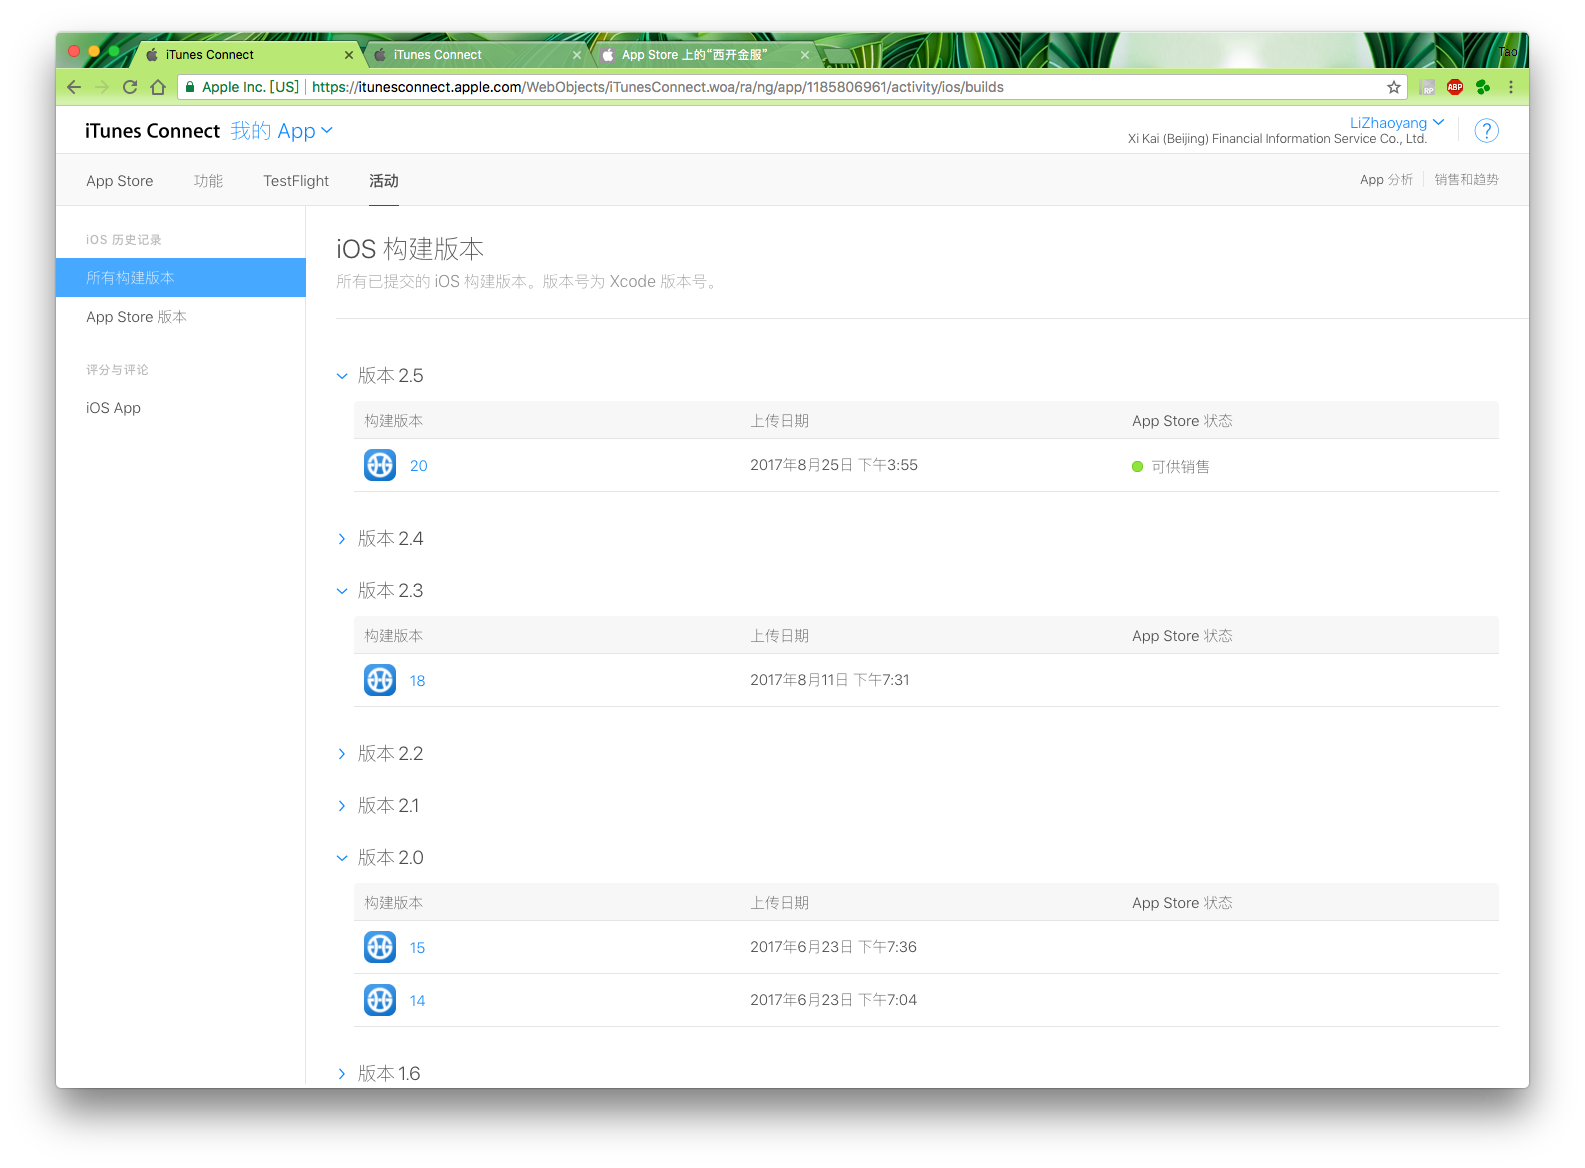 iTunes Connect
iTunes Connect
App Store 上的“西开金服”
Tao
Apple Inc. [US] https://itunesconnect.apple.com/WebObjects/iTunesConnect.woa/ra/ng/app/1185806961/activity/ios/builds
RP
ABP
iTunes Connect 我的 App
LiZhaoyang
Xi Kai (Beijing) Financial Information Service Co., Ltd.
?
App Store 功能 TestFlight 活动
App 分析 销售和趋势
iOS 历史记录
所有构建版本
App Store 版本
评分与评论
iOS App
iOS 构建版本
所有已提交的 iOS 构建版本。版本号为 Xcode 版本号。
版本 2.5
构建版本 上传日期 App Store 状态
20 2017年8月25日 下午3:55 可供销售
版本 2.4
版本 2.3
构建版本 上传日期 App Store 状态
18 2017年8月11日 下午7:31
版本 2.2
版本 2.1
版本 2.0
构建版本 上传日期 App Store 状态
15 2017年6月23日 下午7:36
14 2017年6月23日 下午7:04
版本 1.6